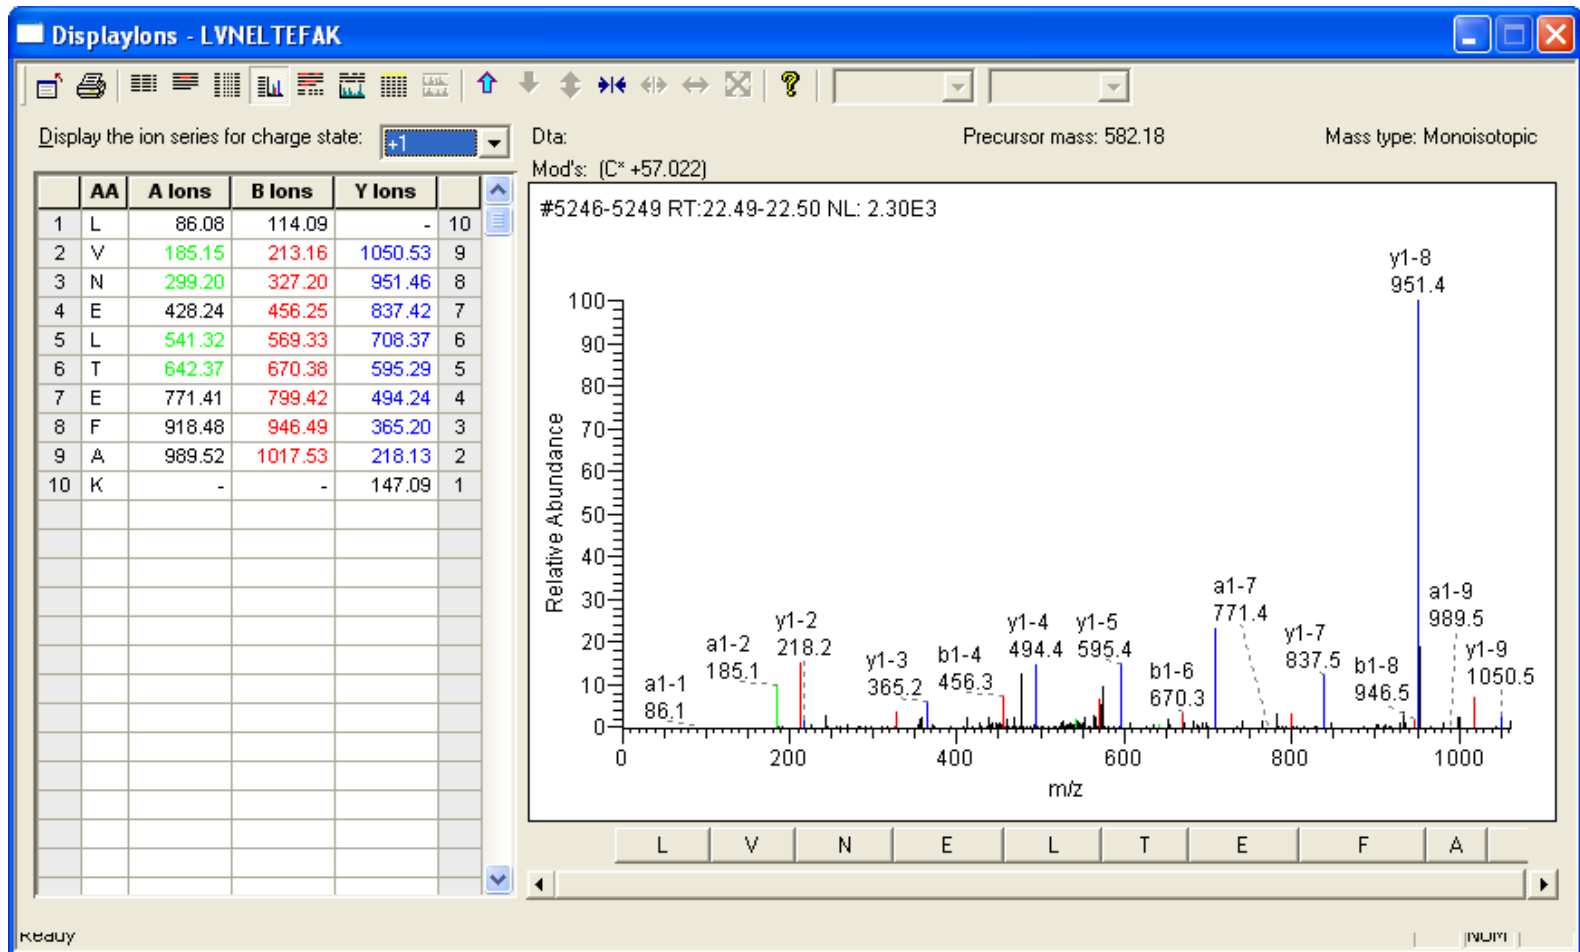 DisplayIons - LVNELTEFAK
Display the ion series for charge state: +1
Dta: Precursor mass: 582.18 Mass type: Monoisotopic
Mod's: (C* +57.022)
AA A Ions B Ions Y Ions
1 L 86.08 114.09 - 10
2 V 185.15 213.16 1050.53 9
3 N 299.20 327.20 951.46 8
4 E 428.24 456.25 837.42 7
5 L 541.32 569.33 708.37 6
6 T 642.37 670.38 595.29 5
7 E 771.41 799.42 494.24 4
8 F 918.48 946.49 365.20 3
9 A 989.52 1017.53 218.13 2
10 K - - 147.09 1
#5246-5249 RT:22.49-22.50 NL: 2.30E3
y1-8
951.4
100
90
80
70
60
50
40
30
20
10
0
Relative Abundance
a1-1
86.1
a1-2
185.1
y1-2
218.2
y1-3
365.2
b1-4
456.3
y1-4
494.4
y1-5
595.4
b1-6
670.3
a1-7
771.4
y1-7
837.5
b1-8
946.5
a1-9
989.5
y1-9
1050.5
0 200 400 600 800 1000
m/z
L V N E L T E F A
Ready NUM